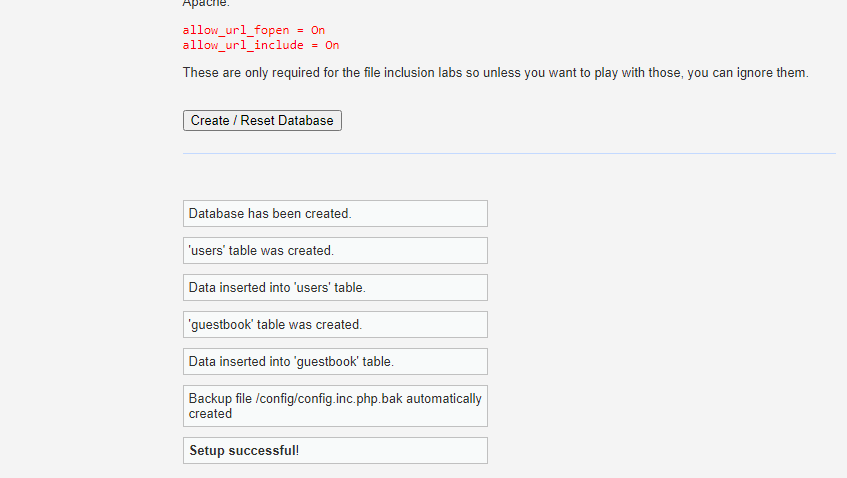 Apache.
allow_url_fopen = On
allow_url_include = On
These are only required for the file inclusion labs so unless you want to play with those, you can ignore them.
Create / Reset Database
Database has been created.
'users' table was created.
Data inserted into 'users' table.
'guestbook' table was created.
Data inserted into 'guestbook' table.
Backup file /config/config.inc.php.bak automatically
created
Setup successful!